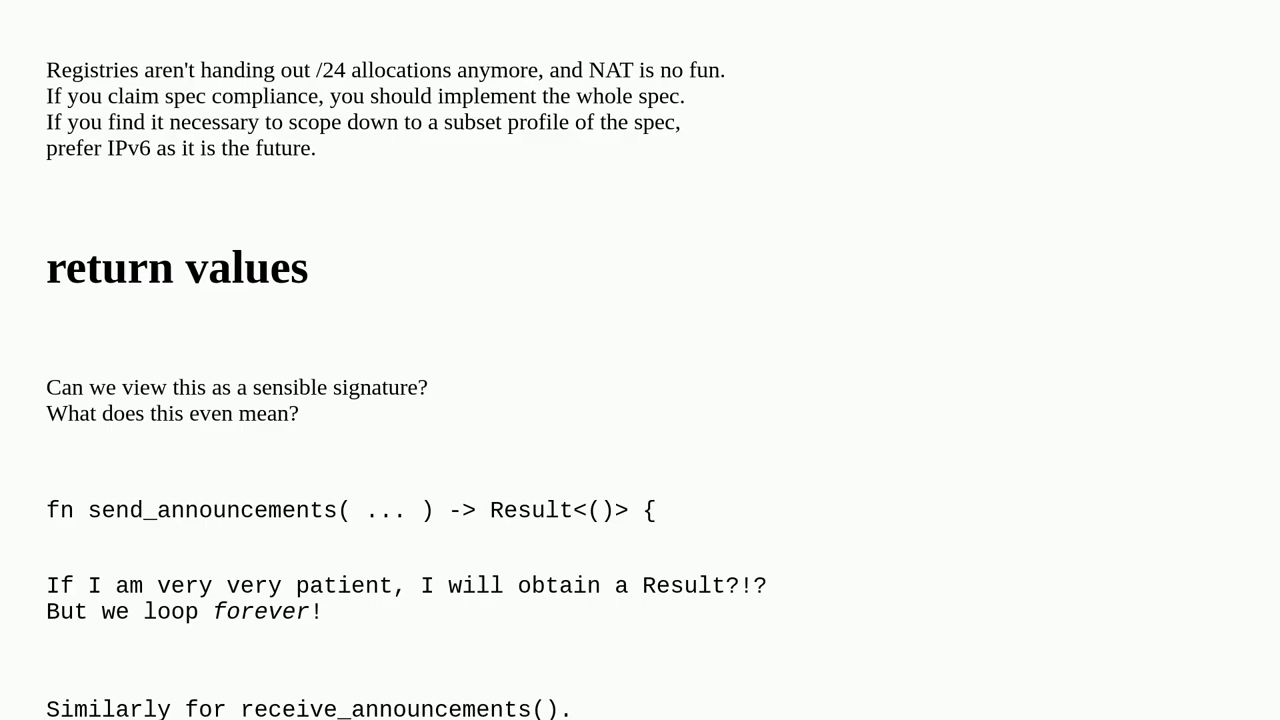 Registries aren't handing out /24 allocations anymore, and NAT is no fun.
If you claim spec compliance, you should implement the whole spec.
If you find it necessary to scope down to a subset profile of the spec,
prefer IPv6 as it is the future.
return values
Can we view this as a sensible signature?
What does this even mean?
fn send_announcements( ... ) -> Result<()> {
If I am very very patient, I will obtain a Result?!?
But we loop forever!
Similarly for receive_announcements().